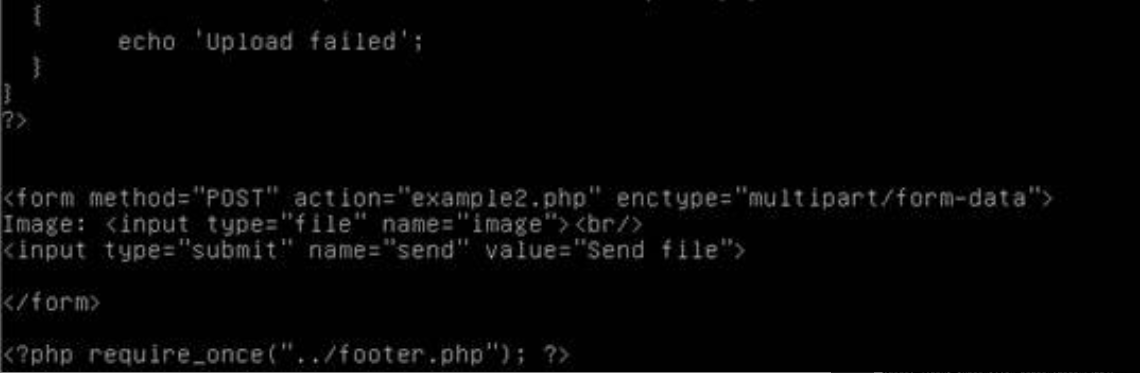 {
echo 'Upload failed';
}
}
?>
<form method="POST" action="example2.php" enctype="multipart/form-data">
Image: <input type="file" name="image"><br/>
<input type="submit" name="send" value="Send file">
</form>
<?php require_once("../footer.php"); ?>